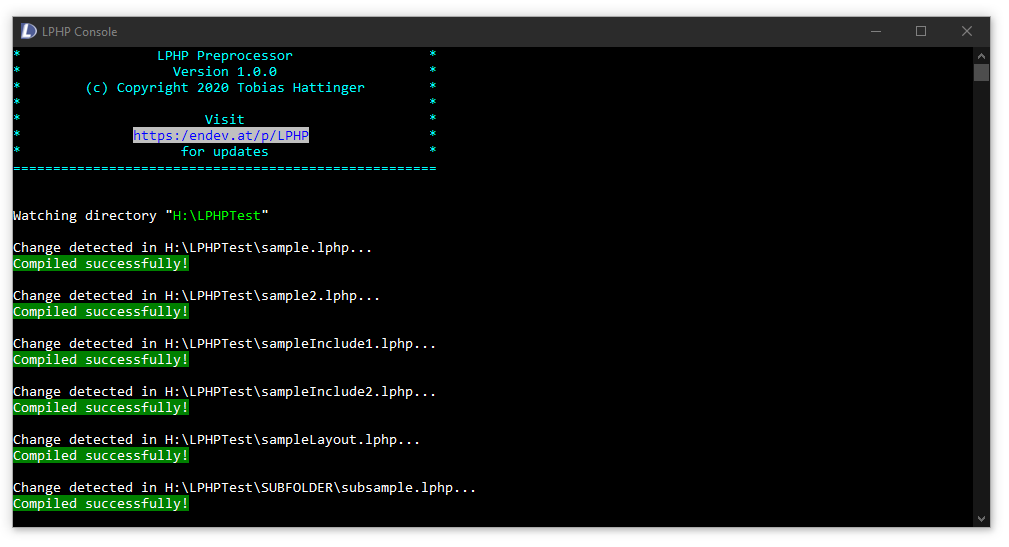 LPHP Console
* LPHP Preprocessor *
* Version 1.0.0 *
* (c) Copyright 2020 Tobias Hattinger *
* *
* Visit *
* https:/endev.at/p/LPHP *
* for updates *
=====================================================
Watching directory "H:\LPHPTest"
Change detected in H:\LPHPTest\sample.lphp...
Compiled successfully!
Change detected in H:\LPHPTest\sample2.lphp...
Compiled successfully!
Change detected in H:\LPHPTest\sampleInclude1.lphp...
Compiled successfully!
Change detected in H:\LPHPTest\sampleInclude2.lphp...
Compiled successfully!
Change detected in H:\LPHPTest\sampleLayout.lphp...
Compiled successfully!
Change detected in H:\LPHPTest\SUBFOLDER\subsample.lphp...
Compiled successfully!